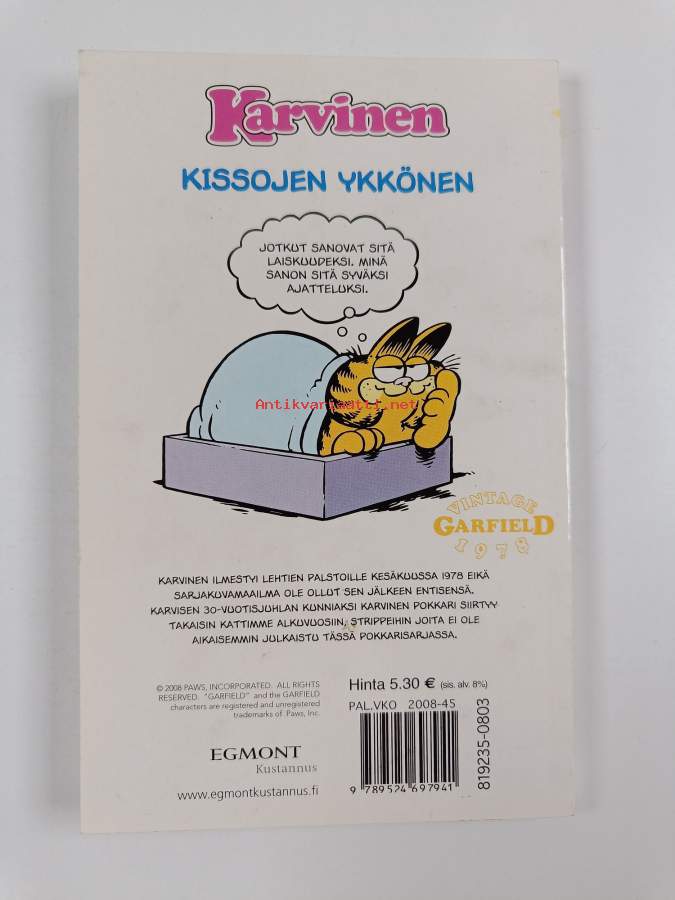 Karvinen
KISSOJEN YKKÖNEN
JOTKUT SANOVAT SITÄ
LAISKUUDEKSI. MINÄ
SANON SITÄ SYVÄKSI
AJATTELUKSI.
Antikvariaatti.net
VINTAGE
GARFIELD
1978
KARVINEN ILMESTYI LEHTIEN PALSTOILLE KESÄKUUSSA 1978 EIKÄ
SARJAKUVAMAAILMA OLE OLLUT SEN JÄLKEEN ENTISENSÄ.
KARVISEN 30-VUOTISJUHLAN KUNNIAKSI KARVINEN POKKARI SIIRTYY
TAKAISIN KATTIMME ALKUVUOSIIN, STRIPPEIHIN JOITA EI OLE
AIKAISEMMIN JULKAISTU TÄSSÄ POKKARISARJASSA.
© 2008 PAWS, INCORPORATED. ALL RIGHTS
RESERVED. "GARFIELD" and the GARFIELD
characters are registered and unregistered
trademarks of Paws, Inc.
EGMONT
Kustannus
www.egmontkustannus.fi
Hinta 5.30 € (sis. alv. 8%)
PAL.VKO 2008-45
9 789524 697941
819235-0803